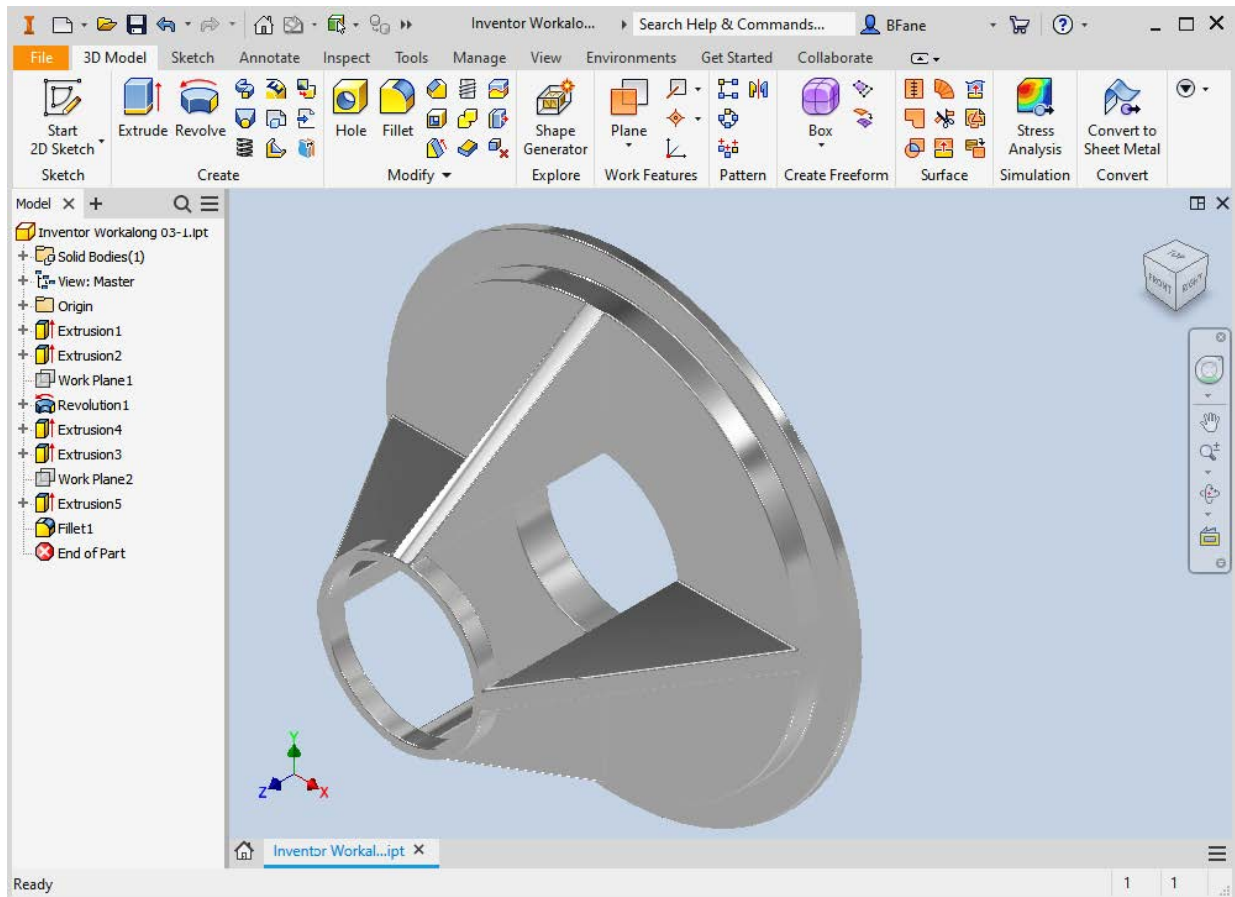 I
Inventor Workalo...
Search Help & Commands...
BFane
File 3D Model Sketch Annotate Inspect Tools Manage View Environments Get Started Collaborate
Start
2D Sketch
Extrude Revolve
Hole Fillet
Shape
Generator
Plane
Box
Stress
Analysis
Convert to
Sheet Metal
Sketch Create Modify Explore Work Features Pattern Create Freeform Surface Simulation Convert
Model × +
Inventor Workalong 03-1.ipt
Solid Bodies(1)
View: Master
Origin
Extrusion1
Extrusion2
Work Plane1
Revolution1
Extrusion4
Extrusion3
Work Plane2
Extrusion5
Fillet1
End of Part
TOP
FRONT
RIGHT
Y
Z
X
Inventor Workal...ipt ×
Ready
1 1